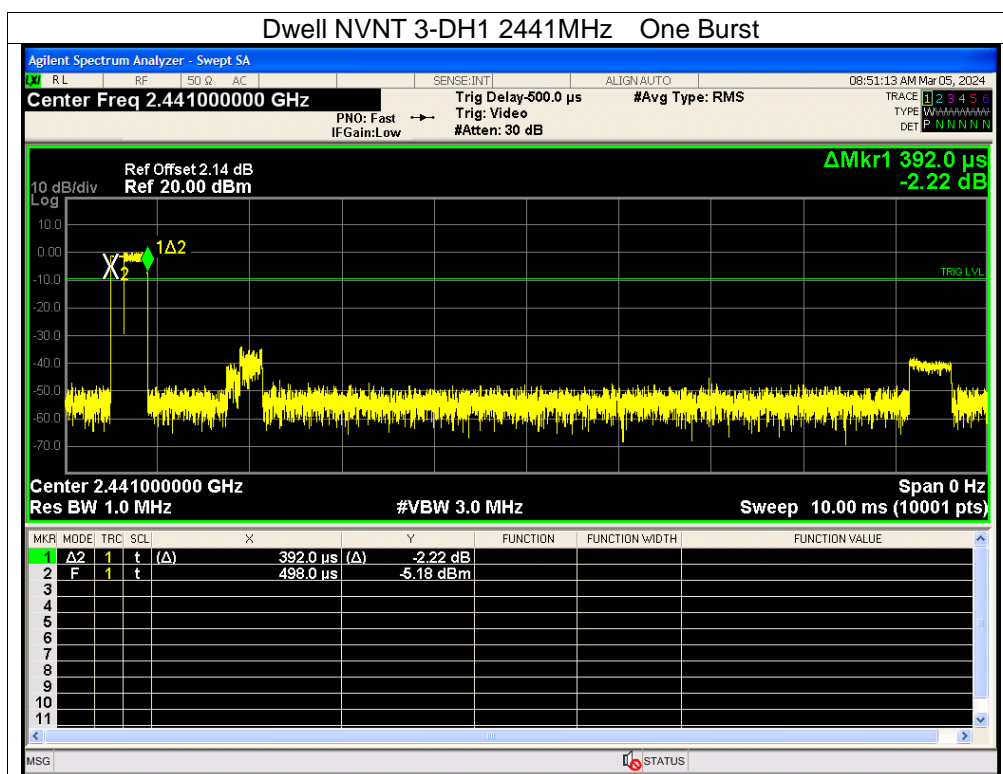 Dwell NVNT 3-DH1 2441MHz One Burst
Agilent Spectrum Analyzer - Swept SA
LXI RL RF 50 Ω AC SENSE:INT ALIGN AUTO 08:51:13 AM Mar 05, 2024
Center Freq 2.441000000 GHz Trig Delay-500.0 µs #Avg Type: RMS TRACE 1 2 3 4 5 6
PNO: Fast Trig: Video TYPE WWWWWW
IFGain:Low #Atten: 30 dB DET P N N N N N
ΔMkr1 392.0 µs
-2.22 dB
Ref Offset 2.14 dB
10 dB/div Ref 20.00 dBm
Log
10.0
0.00
1Δ2
2
TRIG LVL
-10.0
-20.0
-30.0
-40.0
-50.0
-60.0
-70.0
Center 2.441000000 GHz Span 0 Hz
Res BW 1.0 MHz #VBW 3.0 MHz Sweep 10.00 ms (10001 pts)
MKR MODE TRC SCL X Y FUNCTION FUNCTION WIDTH FUNCTION VALUE
1 Δ2 1 t (Δ) 392.0 µs (Δ) -2.22 dB
2 F 1 t 498.0 µs -5.18 dBm
3
4
5
6
7
8
9
10
11
MSG STATUS